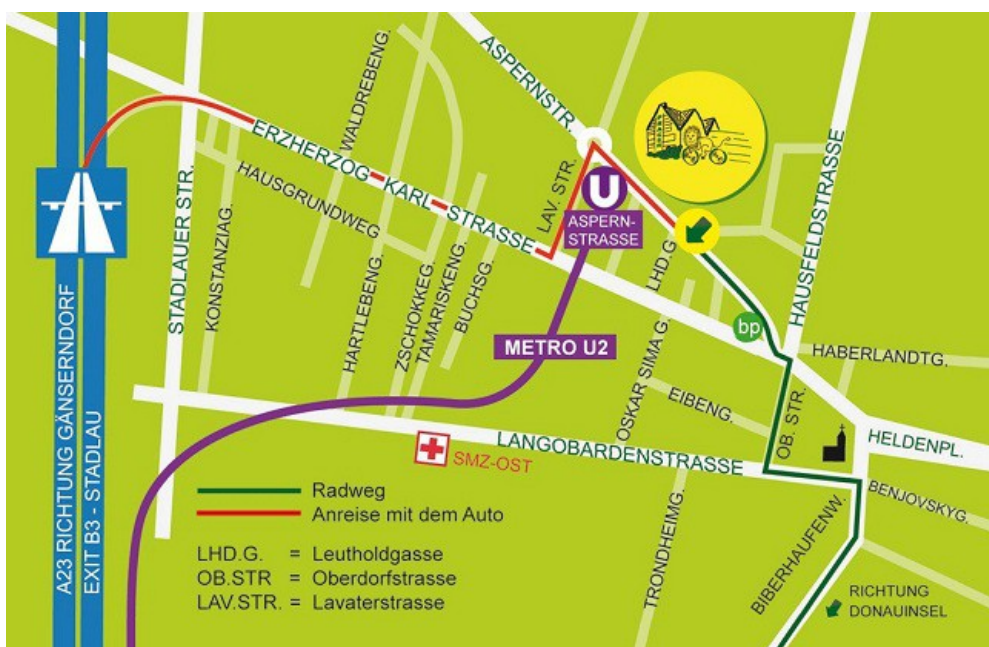 ASPERNSTR.
WALDREBENG.
ERZHERZOG-KARL-STRASSE
HAUSGRUNDWEG
LAV. STR.
U
ASPERN-
STRASSE
HAUSFELDSTRASSE
STADLAUER STR.
KONSTANZIAG.
HARTLEBENG.
ZSCHOKKEG.
TAMARISKENG.
BUCHSG.
LHD.G.
bp
METRO U2
HABERLANDTG.
OSKAR SIMA G.
EIBENG.
OB. STR.
HELDENPL.
LANGOBARDENSTRASSE
SMZ-OST
BENJOVSKYG.
TRONDHEIMG.
BIBERHAUFENW.
A23 RICHTUNG GÄNSERNDORF
EXIT B3 - STADLAU
Radweg
Anreise mit dem Auto
LHD.G. = Leutholdgasse
OB.STR = Oberdorfstrasse
LAV.STR. = Lavaterstrasse
RICHTUNG
DONAUINSEL